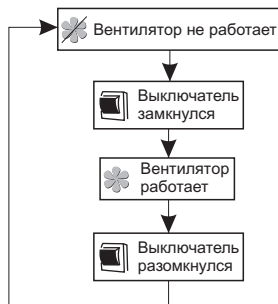 Вентилятор не работает
Выключатель
замкнулся
Вентилятор
работает
Выключатель
разомкнулся